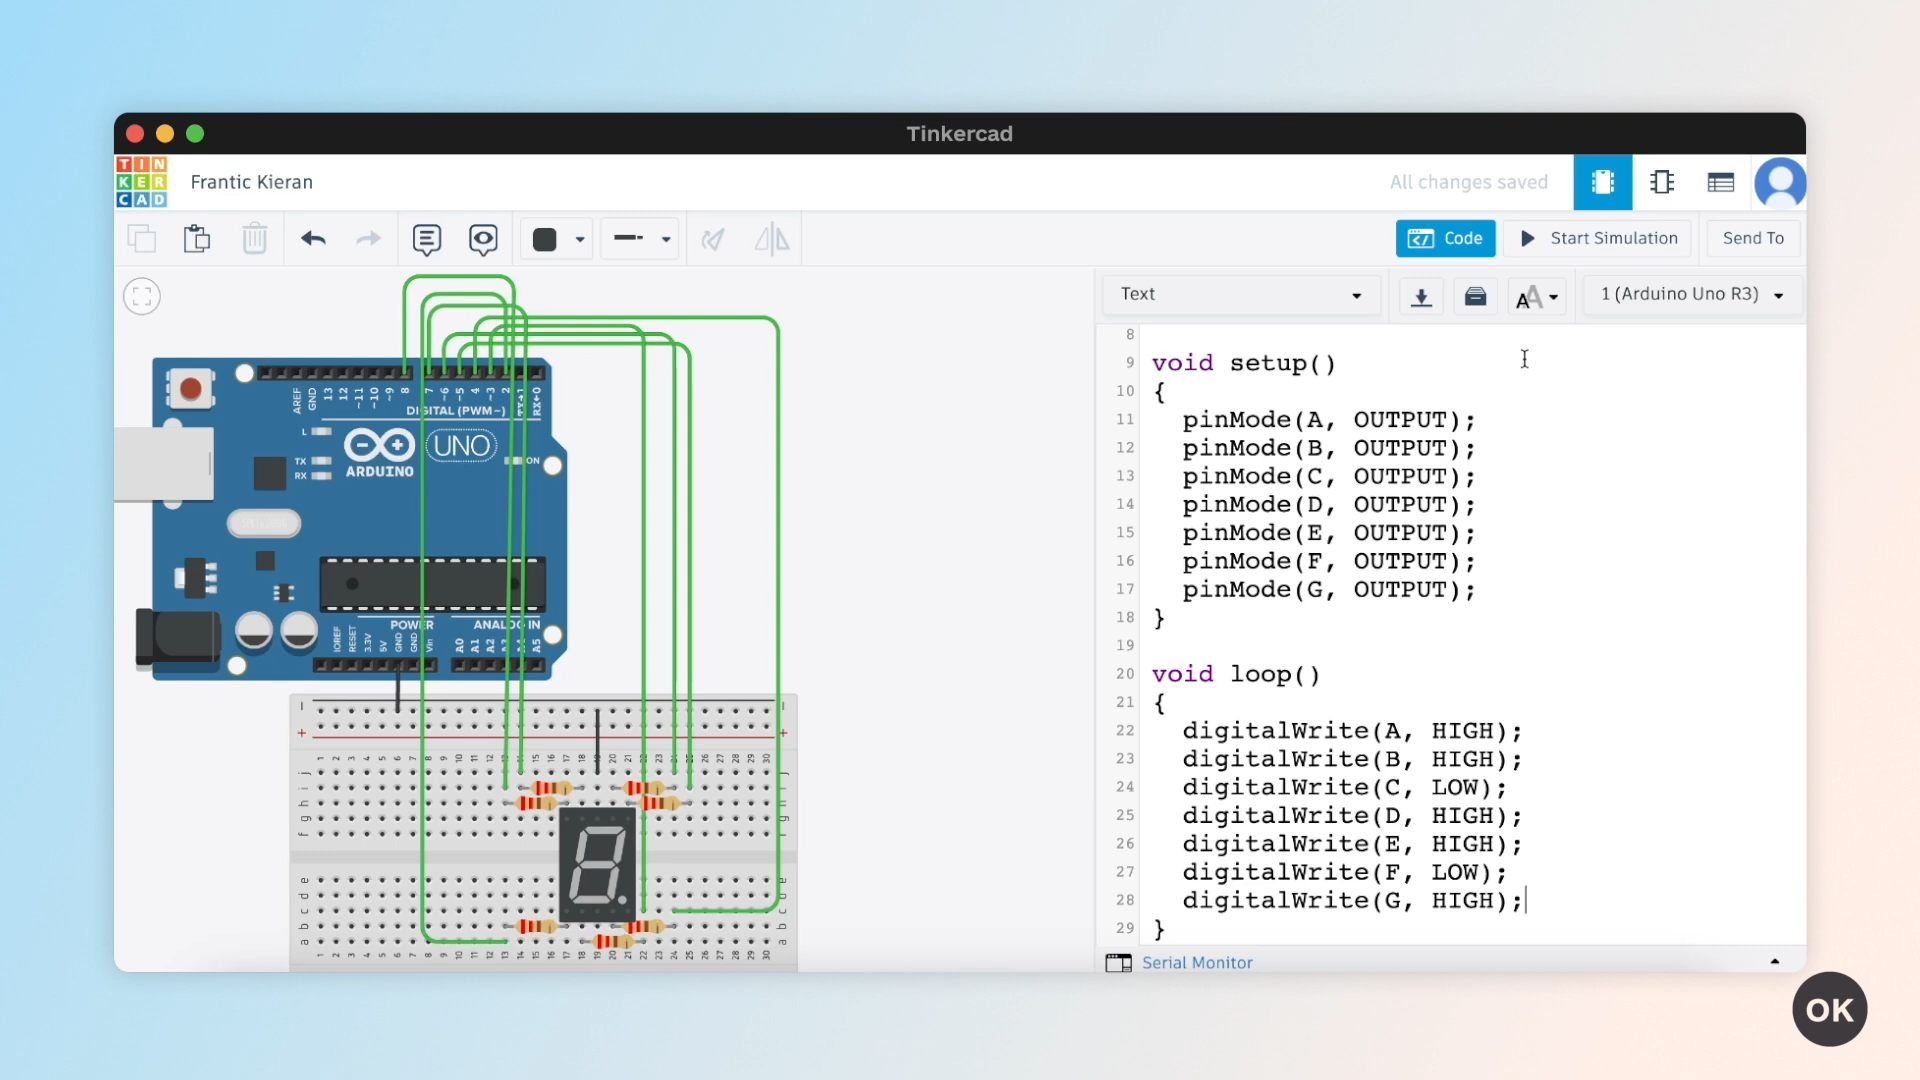 Tinkercad
TIN
KER
CAD
Frantic Kieran
All changes saved
Code
Start Simulation
Send To
Text
1 (Arduino Uno R3)
AREF
GND
13
12
~11
~10
~9
8
7
~6
~5
4
~3
2
TX→1
RX←0
DIGITAL (PWM~)
L
TX
RX
ARDUINO
UNO
ON
POWER
ANALOG IN
IOREF
RESET
3.3V
5V
GND
GND
Vin
A0
A1
A2
A3
A4
A5
8
9 void setup()
10 {
11 pinMode(A, OUTPUT);
12 pinMode(B, OUTPUT);
13 pinMode(C, OUTPUT);
14 pinMode(D, OUTPUT);
15 pinMode(E, OUTPUT);
16 pinMode(F, OUTPUT);
17 pinMode(G, OUTPUT);
18 }
19
20 void loop()
21 {
22 digitalWrite(A, HIGH);
23 digitalWrite(B, HIGH);
24 digitalWrite(C, LOW);
25 digitalWrite(D, HIGH);
26 digitalWrite(E, HIGH);
27 digitalWrite(F, LOW);
28 digitalWrite(G, HIGH);
29 }
Serial Monitor
OK